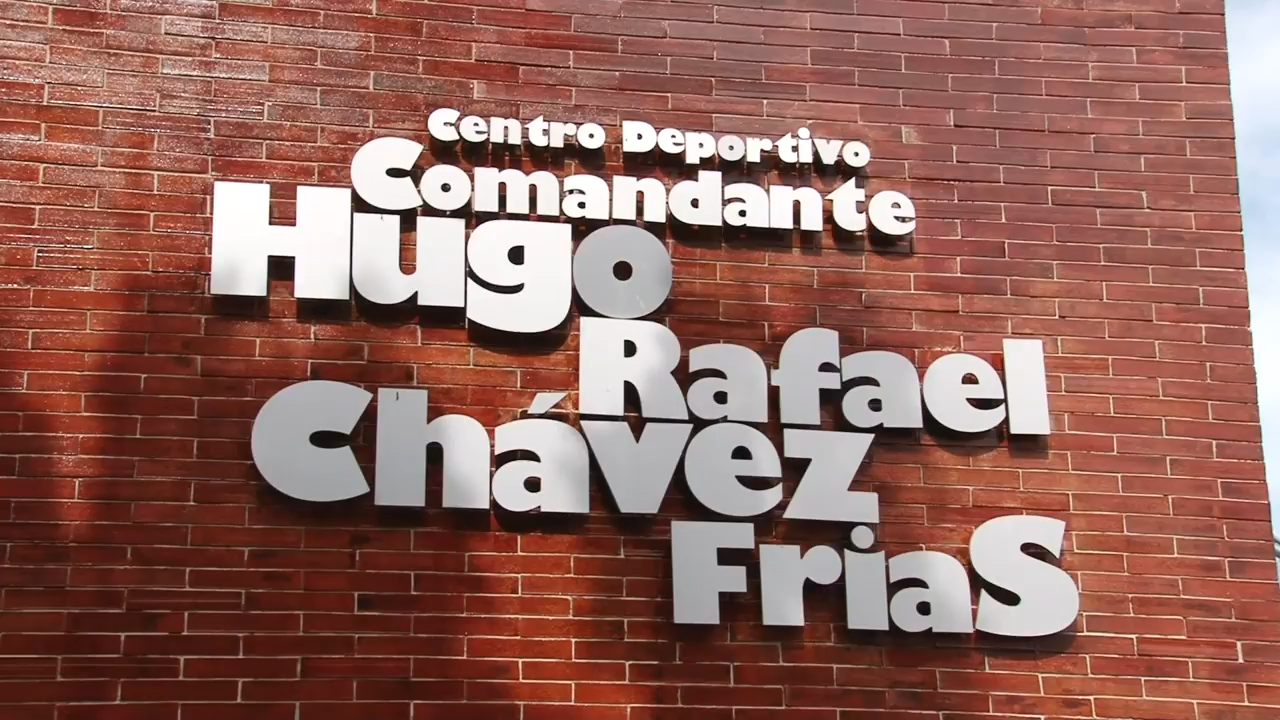 Centro Deportivo
Comandante
Hugo
Rafael
Chávez
FriaS